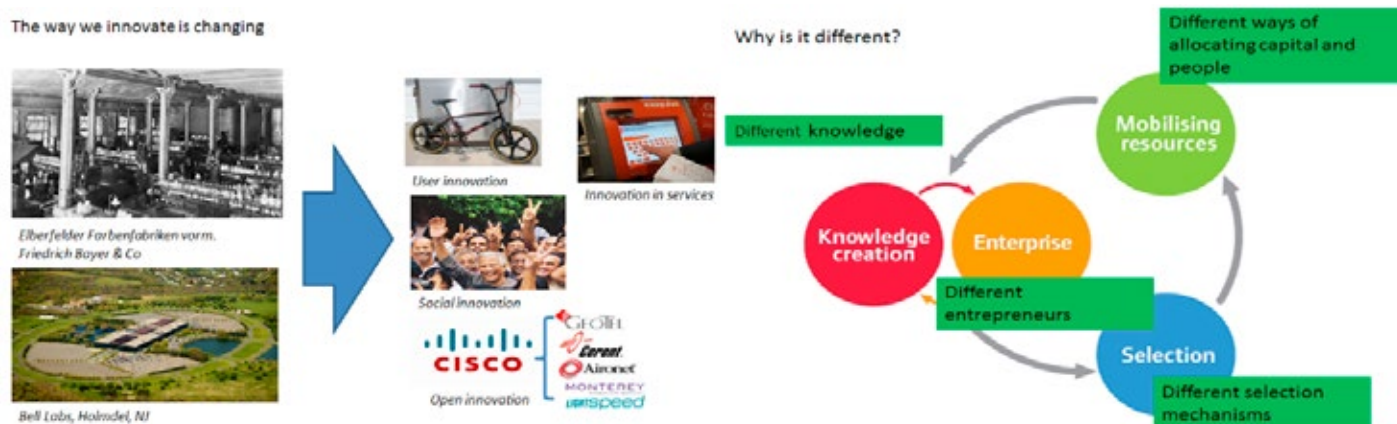 The way we innovate is changing
Elberfelder Farbenfabriken vorm.
Friedrich Bayer & Co
Bell Labs, Holmdel, NJ
User innovation
Innovation in services
Social innovation
CISCO
Open innovation
GEOTEL
Cerent
Aironet
MONTEREY
LIGHTspeed
Why is it different?
Different ways of
allocating capital and
people
Mobilising
resources
Different knowledge
Knowledge
creation
Enterprise
Different
entrepreneurs
Selection
Different selection
mechanisms